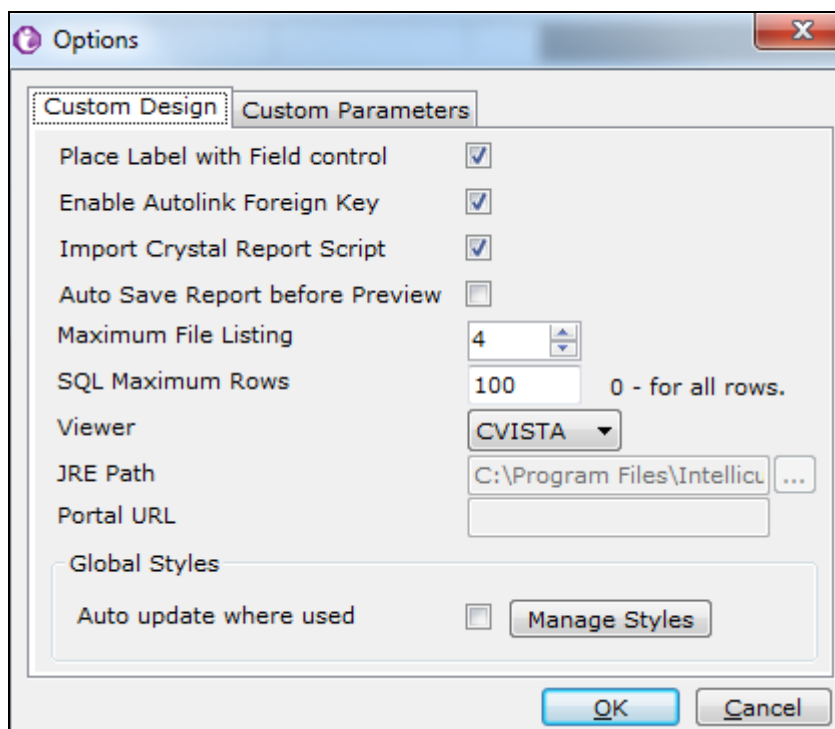 Options
Custom Design Custom Parameters
Place Label with Field control
Enable Autolink Foreign Key
Import Crystal Report Script
Auto Save Report before Preview
Maximum File Listing 4
SQL Maximum Rows 100 0 - for all rows.
Viewer CVISTA
JRE Path C:\Program Files\Intellicu ...
Portal URL
Global Styles
Auto update where used Manage Styles
OK Cancel